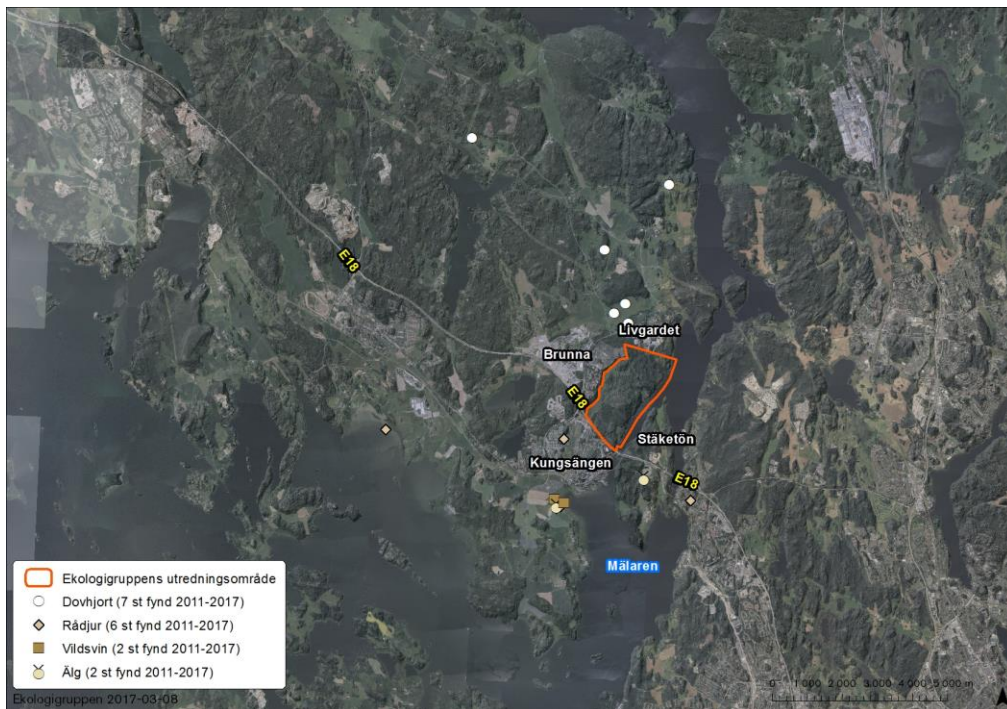 E18
Livgardet
Brunna
E18
Stäketön
Kungsängen
E18
Mälaren
Ekologigruppens utredningsområde
Dovhjort (7 st fynd 2011-2017)
Rådjur (6 st fynd 2011-2017)
Vildsvin (2 st fynd 2011-2017)
Älg (2 st fynd 2011-2017)
Ekologigruppen 2017-03-08
0 1 000 2 000 3 000 4 000 5 000 m